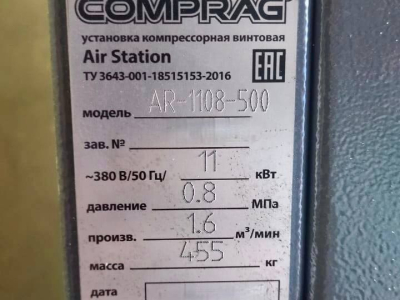 COMPRAG
установка компрессорная винтовая
Air Station
ТУ 3643-001-18515153-2016
EAC
модель AR-1108-500
зав. №
~380 В/50 Гц/ 11 кВт
давление 0.8 МПа
произв. 1.6 м³/мин
масса 455 кг
дата